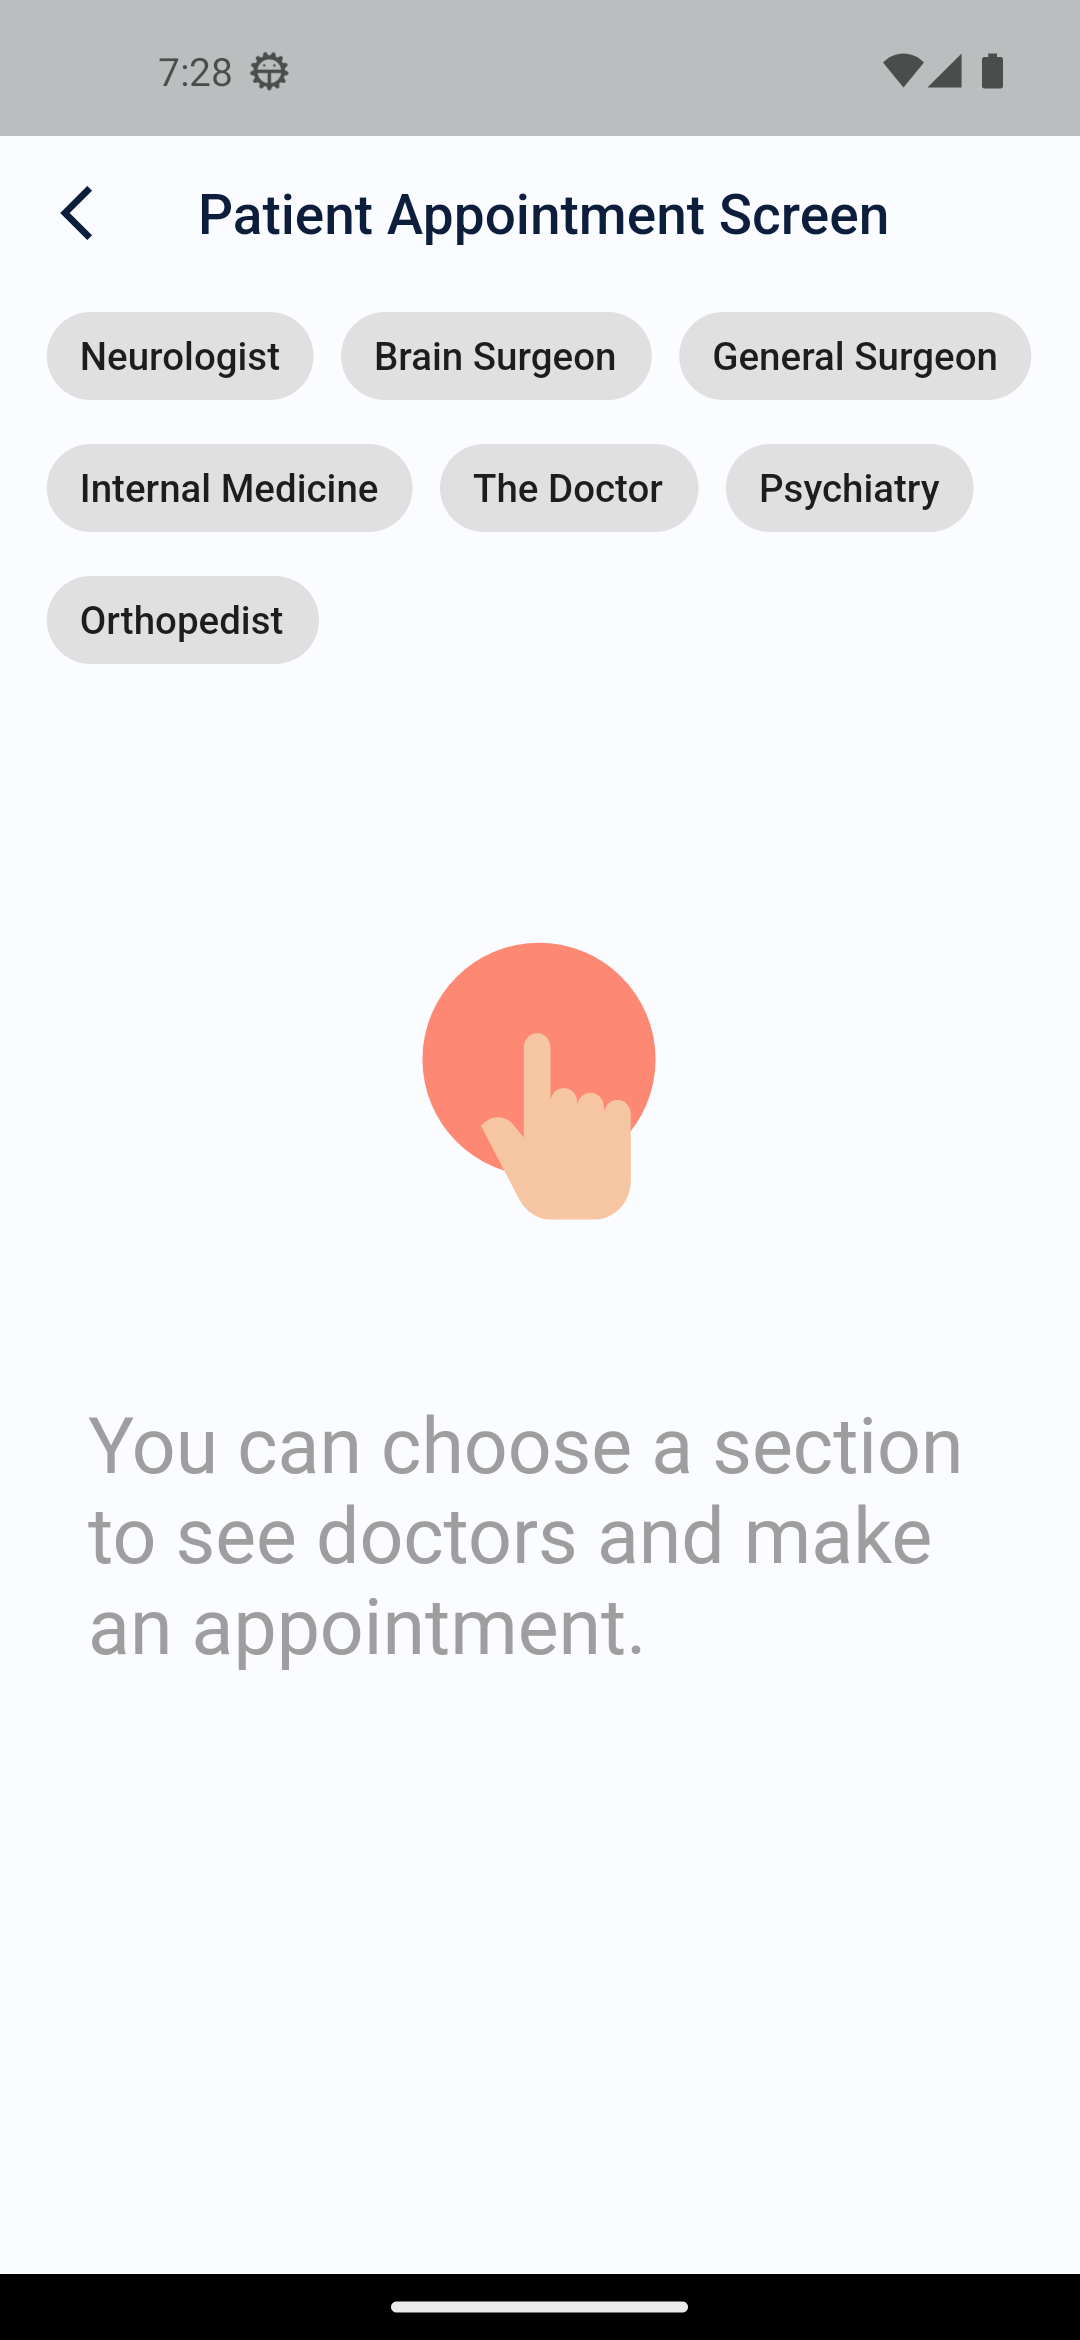 7:28
Patient Appointment Screen
Neurologist Brain Surgeon General Surgeon
Internal Medicine The Doctor Psychiatry
Orthopedist
You can choose a section
to see doctors and make
an appointment.